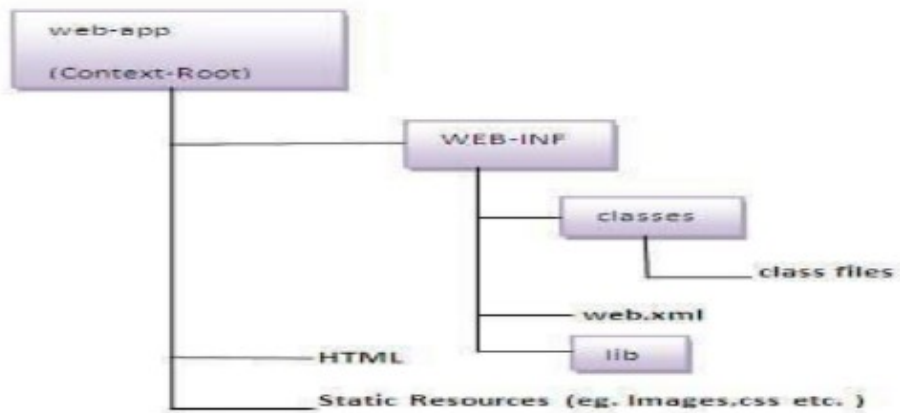 web-app
(Context-Root)
WEB-INF
classes
class files
web.xml
lib
HTML
Static Resources (eg. Images,css etc. )